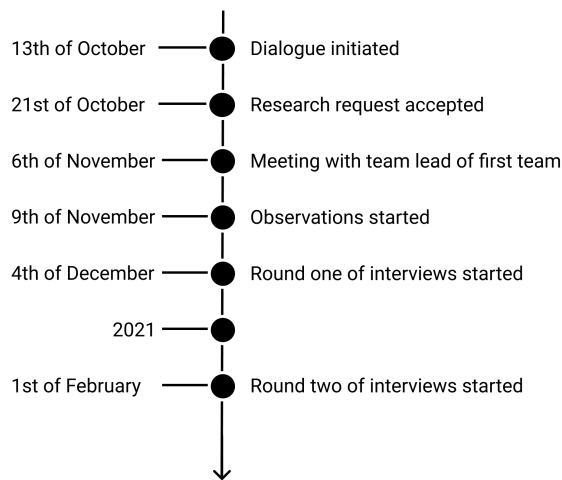 13th of October Dialogue initiated
21st of October Research request accepted
6th of November Meeting with team lead of first team
9th of November Observations started
4th of December Round one of interviews started
2021
1st of February Round two of interviews started